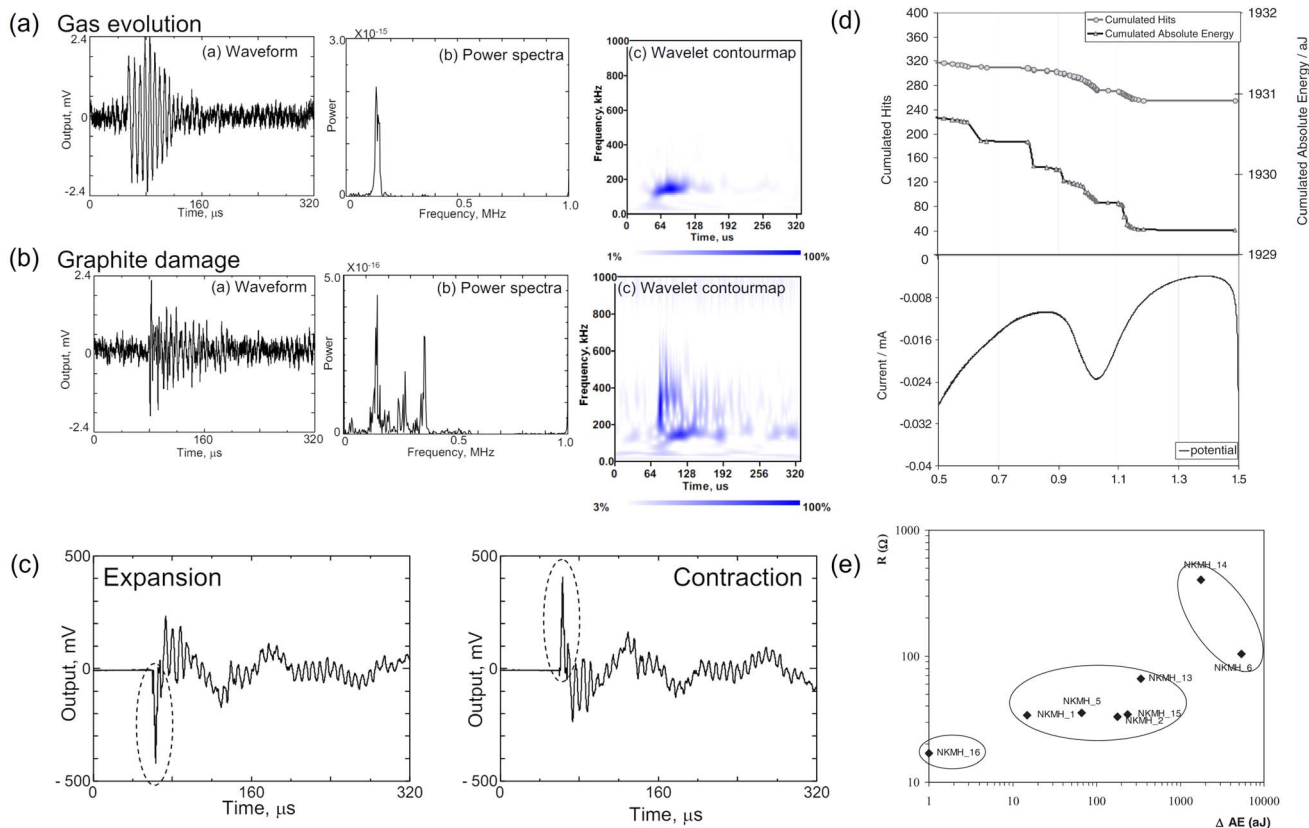 (a) Gas evolution
(a) Waveform
2.4
0
-2.4
Output, mV
0 160 320
Time, μs
X10⁻¹⁵
3.0
(b) Power spectra
Power
0
0 0.5 1.0
Frequency, MHz
(c) Wavelet contourmap
1000
800
600
400
200
0.0
Frequency, kHz
0 64 128 192 256 320
Time, us
1% 100%
(b) Graphite damage
(a) Waveform
2.4
0
-2.4
Output, mV
0 160 320
Time, μs
X10⁻¹⁶
5.0
(b) Power spectra
Power
0
0 0.5 1.0
Frequency, MHz
(c) Wavelet contourmap
1000
800
600
400
200
0.0
Frequency, kHz
0 64 128 192 256 320
Time, us
3% 100%
(c)
Expansion
500
0
-500
Output, mV
0 160 320
Time, μs
Contraction
500
0
-500
Output, mV
0 160 320
Time, μs
(d)
Cumulated Hits
Cumulated Absolute Energy
400
360
320
280
240
200
160
120
80
40
0
Cumulated Hits
1932
1931
1930
1929
Cumulated Absolute Energy / aJ
-0.008
-0.016
-0.024
-0.032
-0.04
Current / mA
potential
0.5 0.7 0.9 1.1 1.3 1.5
(e)
R (Ω)
1000
100
10
NKMH_14
NKMH_6
NKMH_13
NKMH_5
NKMH_1
NKMH_15
NKMH_2
NKMH_16
1 10 100 1000 10000
Δ AE (aJ)